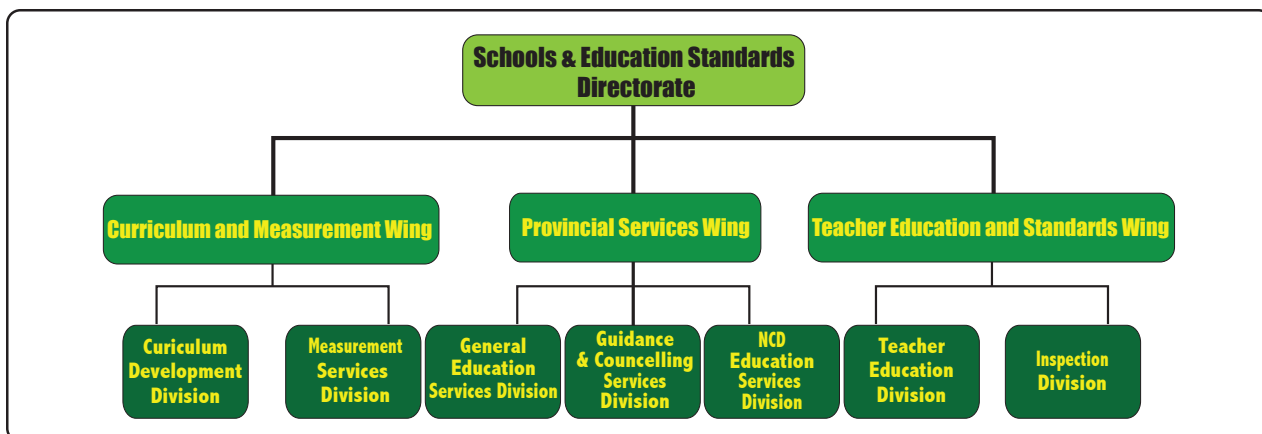 Schools & Education Standards
Directorate
Curriculum and Measurement Wing
Provincial Services Wing
Teacher Education and Standards Wing
Curiculum
Development
Division
Measurement
Services
Division
General
Education
Services Division
Guidance
& Councelling
Services
Division
NCD
Education
Services
Division
Teacher
Education
Division
Inspection
Division